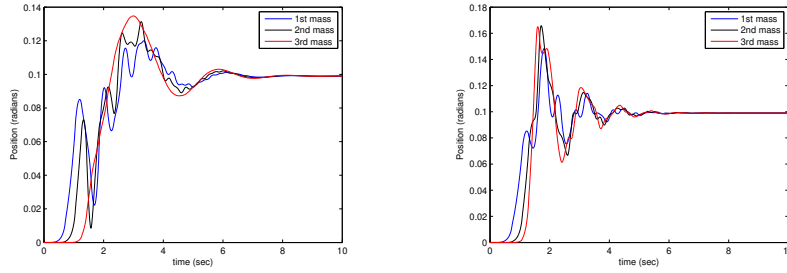 0.14
0.12
0.1
0.08
0.06
0.04
0.02
0
0 2 4 6 8 10
time (sec)
Position (radians)
1st mass
2nd mass
3rd mass
0.18
0.16
0.14
0.12
0.1
0.08
0.06
0.04
0.02
0
0 2 4 6 8 10
time (sec)
Position (radians)
1st mass
2nd mass
3rd mass